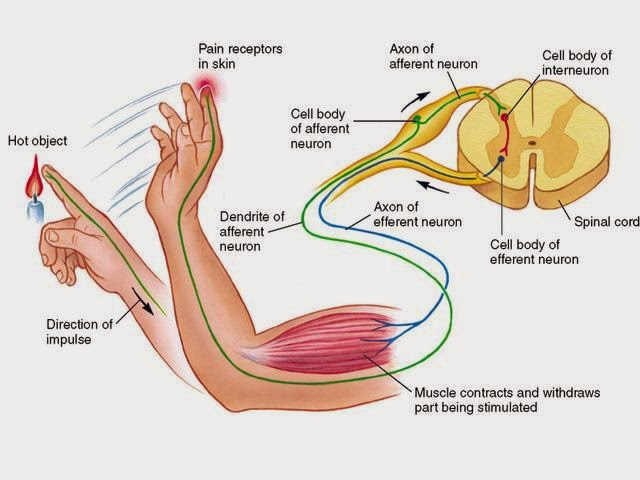 Pain receptors
in skin
Axon of
afferent neuron
Cell body of
interneuron
Hot object
Cell body
of afferent
neuron
Dendrite of
afferent
neuron
Axon of
efferent neuron
Spinal cord
Cell body of
efferent neuron
Direction of
impulse
Muscle contracts and withdraws
part being stimulated